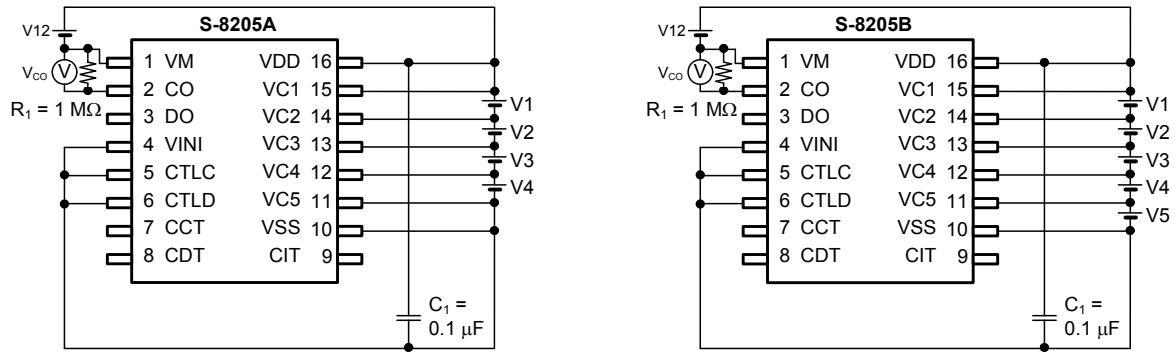 S-8205A
V12
V_CO
V
R₁ = 1 MΩ
1 VM
2 CO
3 DO
4 VINI
5 CTLC
6 CTLD
7 CCT
8 CDT
VDD 16
VC1 15
VC2 14
VC3 13
VC4 12
VC5 11
VSS 10
CIT 9
V1
V2
V3
V4
C₁ =
0.1 μF
S-8205B
V12
V_CO
V
R₁ = 1 MΩ
1 VM
2 CO
3 DO
4 VINI
5 CTLC
6 CTLD
7 CCT
8 CDT
VDD 16
VC1 15
VC2 14
VC3 13
VC4 12
VC5 11
VSS 10
CIT 9
V1
V2
V3
V4
V5
C₁ =
0.1 μF